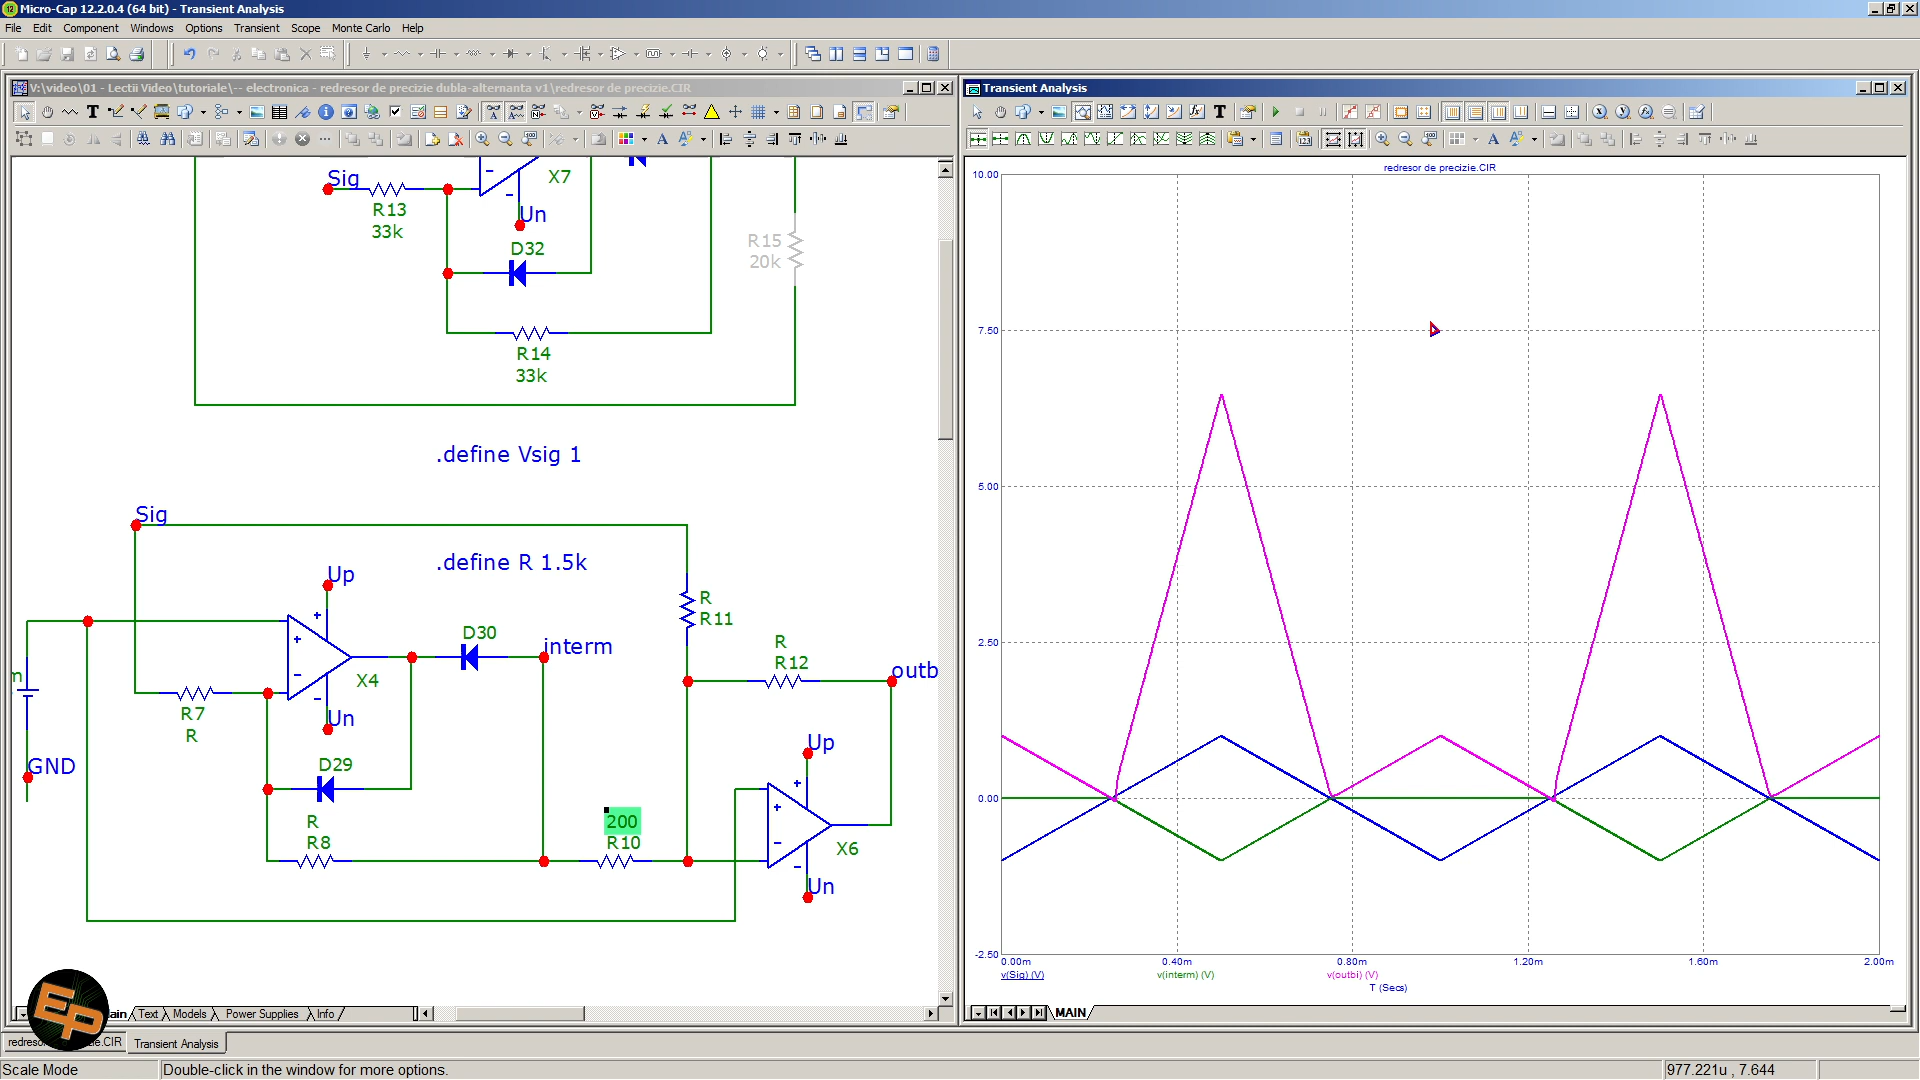 Micro-Cap 12.2.0.4 (64 bit) - Transient Analysis
File Edit Component Windows Options Transient Scope Monte Carlo Help
V:\video\01 - Lectii Video\tutoriale\-- electronica - redresor de precizie dubla-alternanta v1\redresor de precizie.CIR
Transient Analysis
redresor de precizie.CIR
Sig
X7
R13
33k
Un
D32
R15
20k
R14
33k
.define Vsig 1
Sig
.define R 1.5k
Up
R
R11
D30
interm
R
R12
outb
X4
R7
R
Un
Up
GND
D29
R
R8
200
R10
X6
Un
10.00
7.50
5.00
2.50
0.00
-2.50
0.00m 0.40m 0.80m 1.20m 1.60m 2.00m
v(Sig) (V) v(interm) (V) v(outbi) (V)
T (Secs)
ain Text Models Power Supplies Info
MAIN
EP
redreso ie.CIR Transient Analysis
Scale Mode Double-click in the window for more options. 977.221u , 7.644